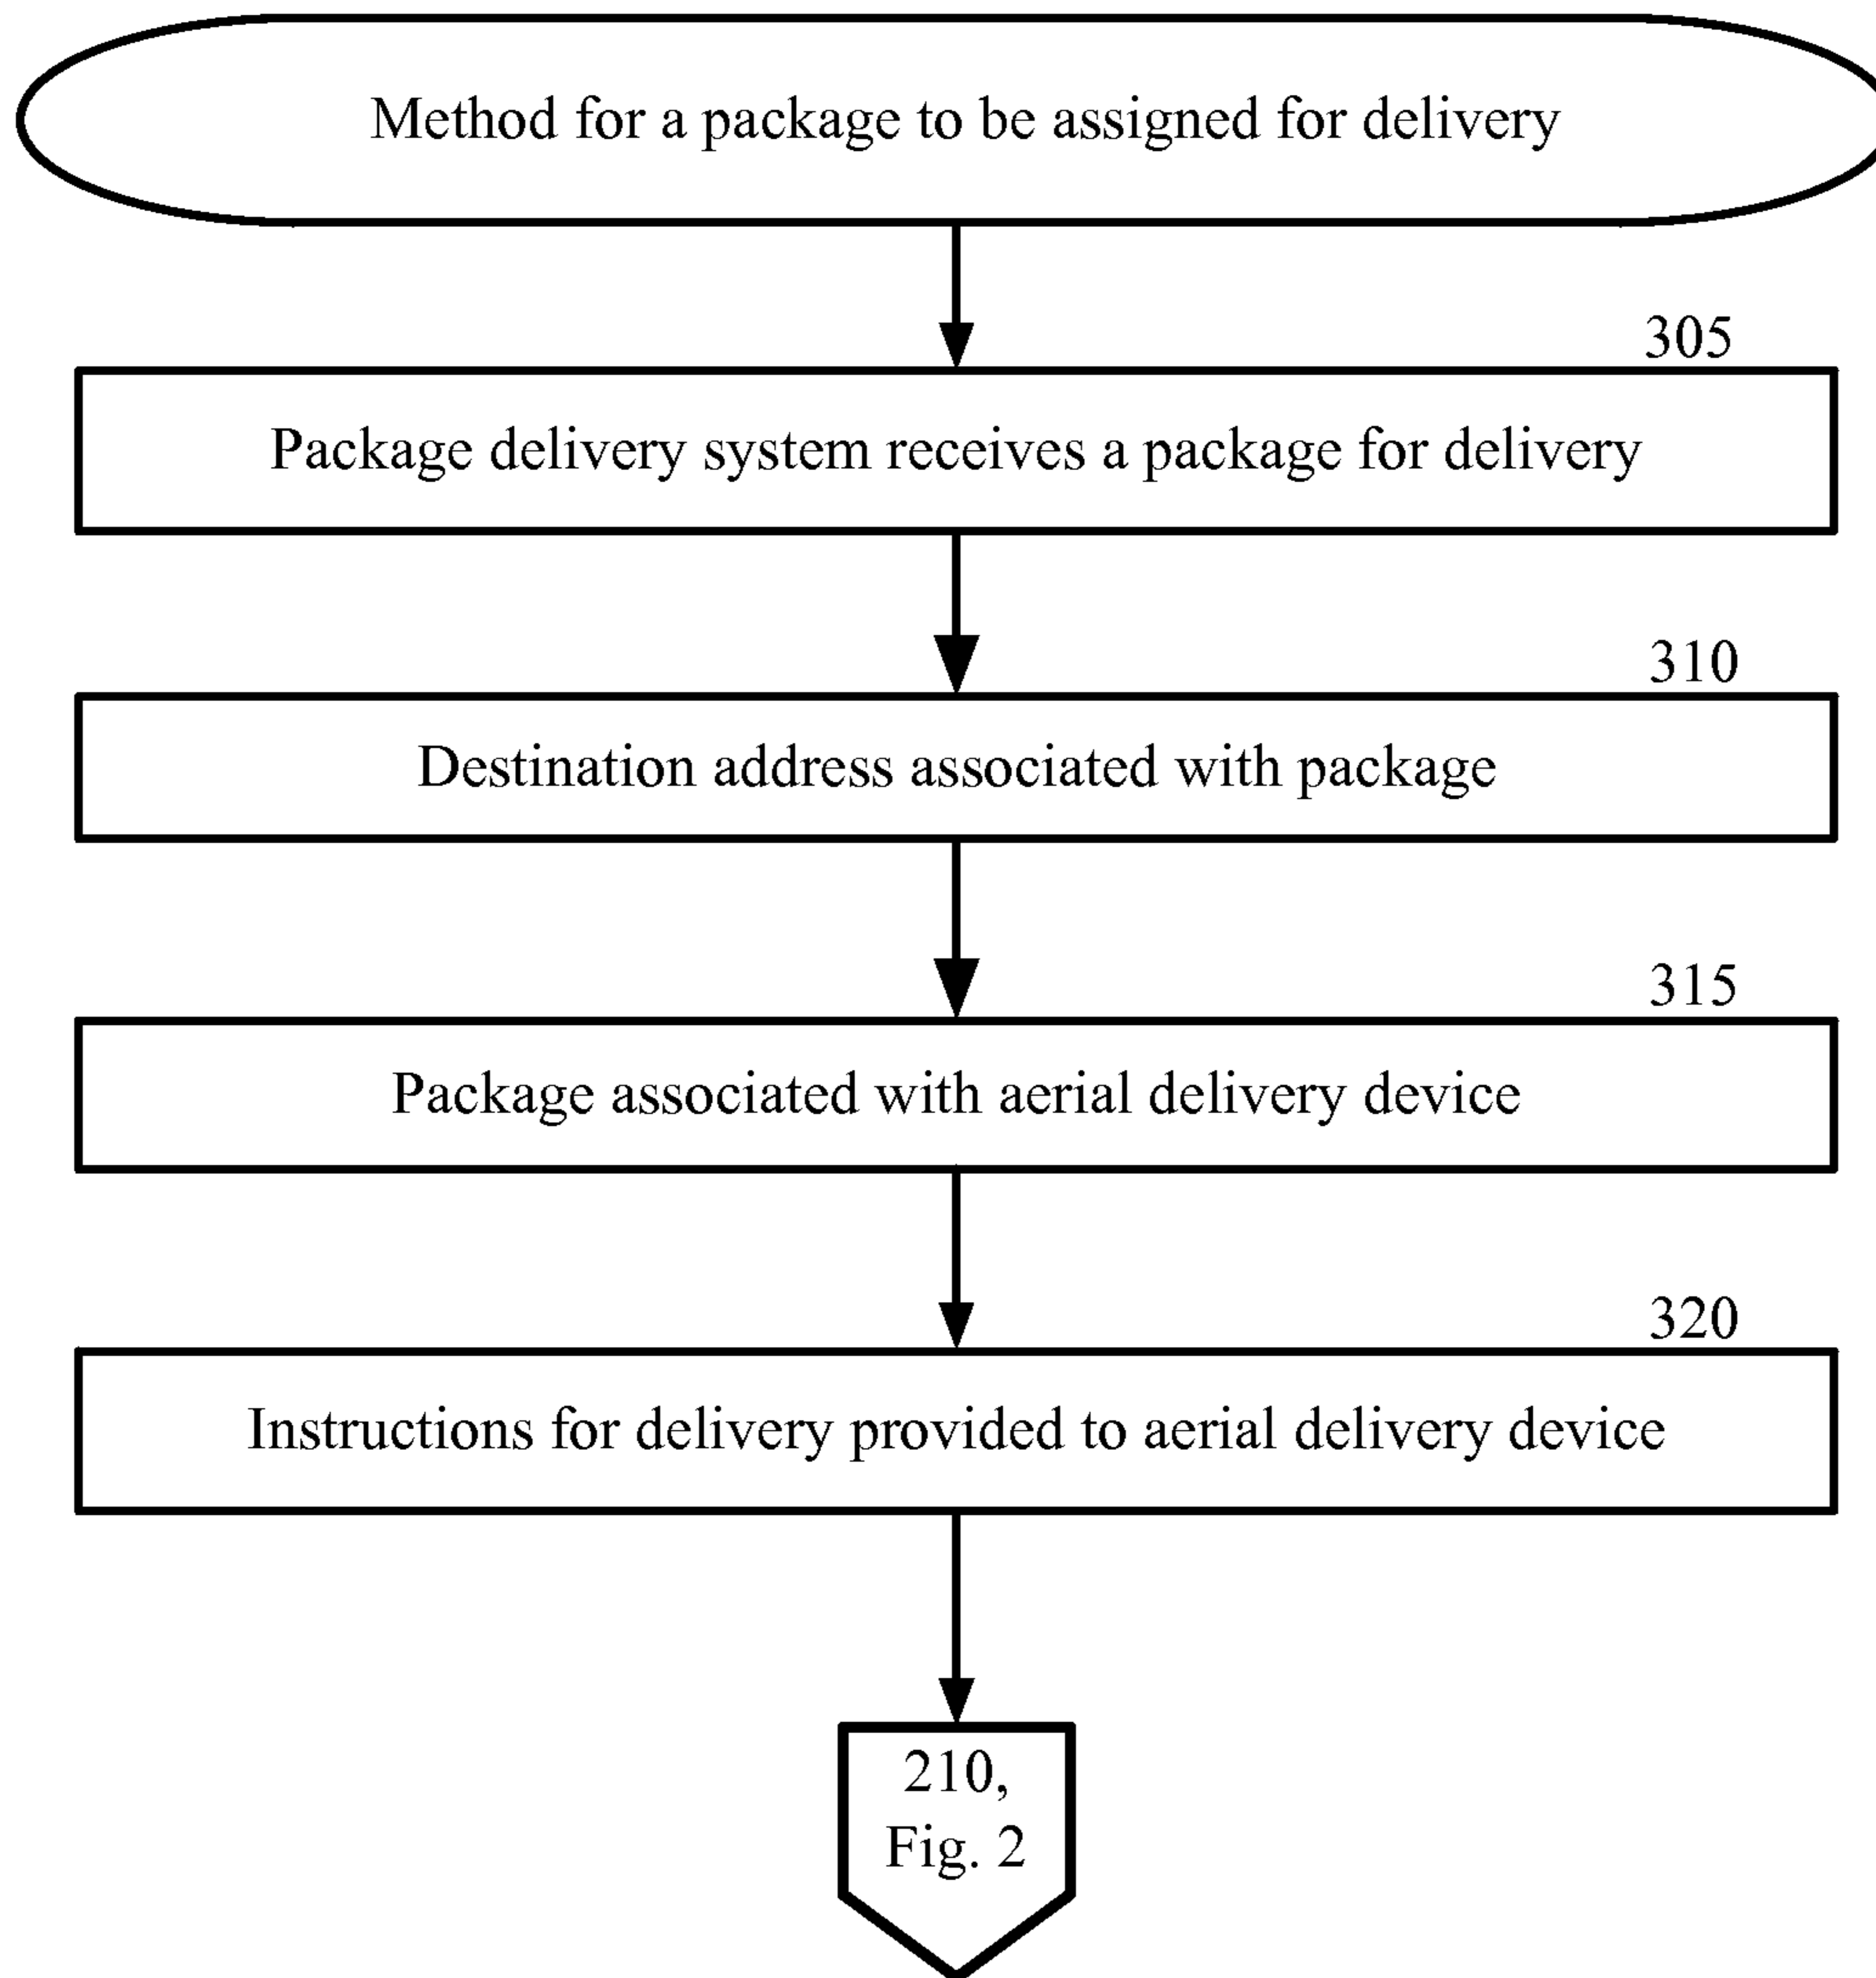 Method for a package to be assigned for delivery
305
Package delivery system receives a package for delivery
310
Destination address associated with package
315
Package associated with aerial delivery device
320
Instructions for delivery provided to aerial delivery device
210,
Fig. 2